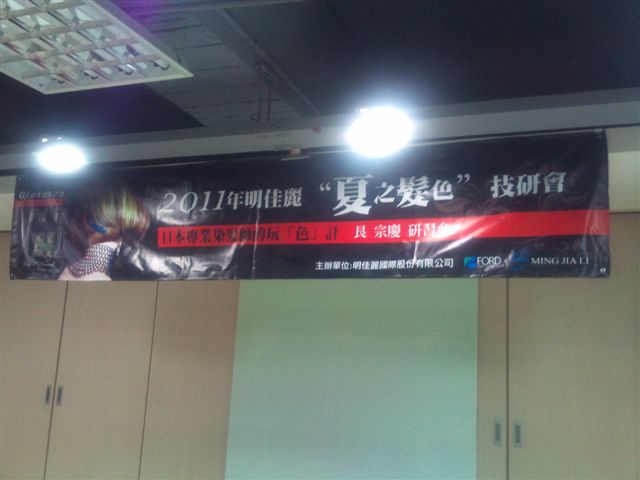 2011年明佳麗 “夏之髮色” 技研會
日本專業染髮師的玩「色」計 艮 宗慶 研習會
主辦單位:明佳麗國際股份有限公司 FORD MING JIA LI